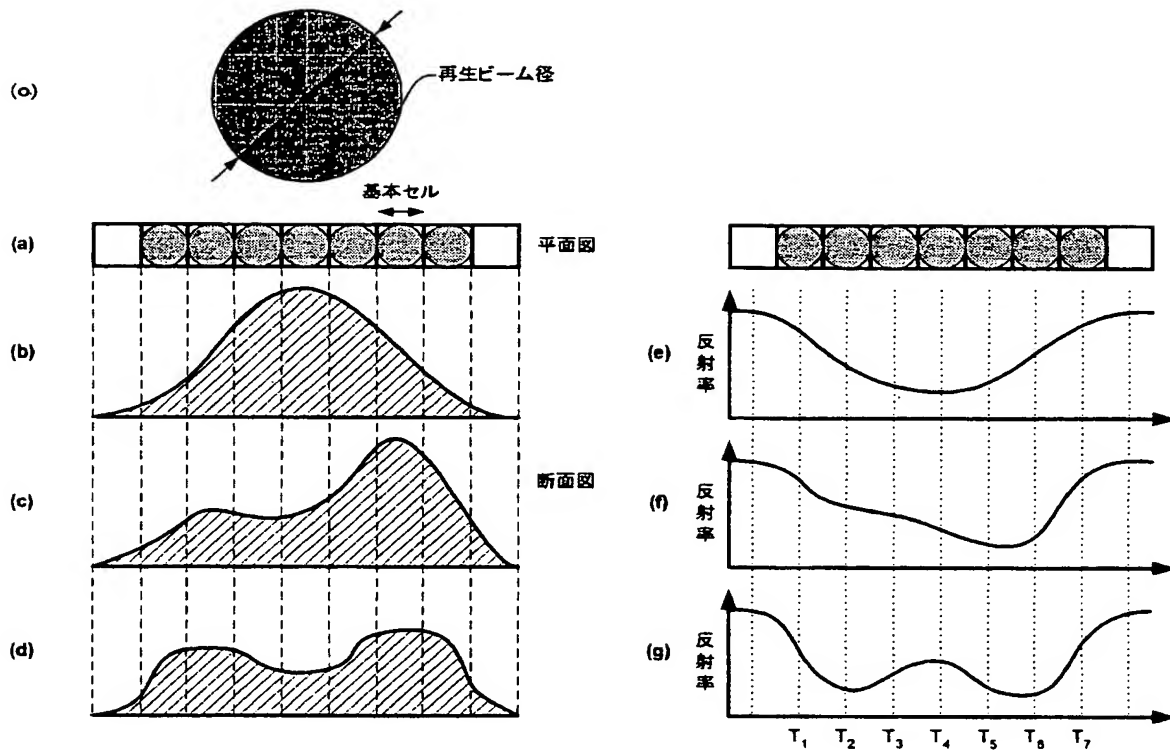 (o)
再生ビーム径
基本セル
(a)
平面図
(b)
(e)
反射率
(c)
断面図
(f)
反射率
(d)
(g)
反射率
T₁ T₂ T₃ T₄ T₅ T₆ T₇